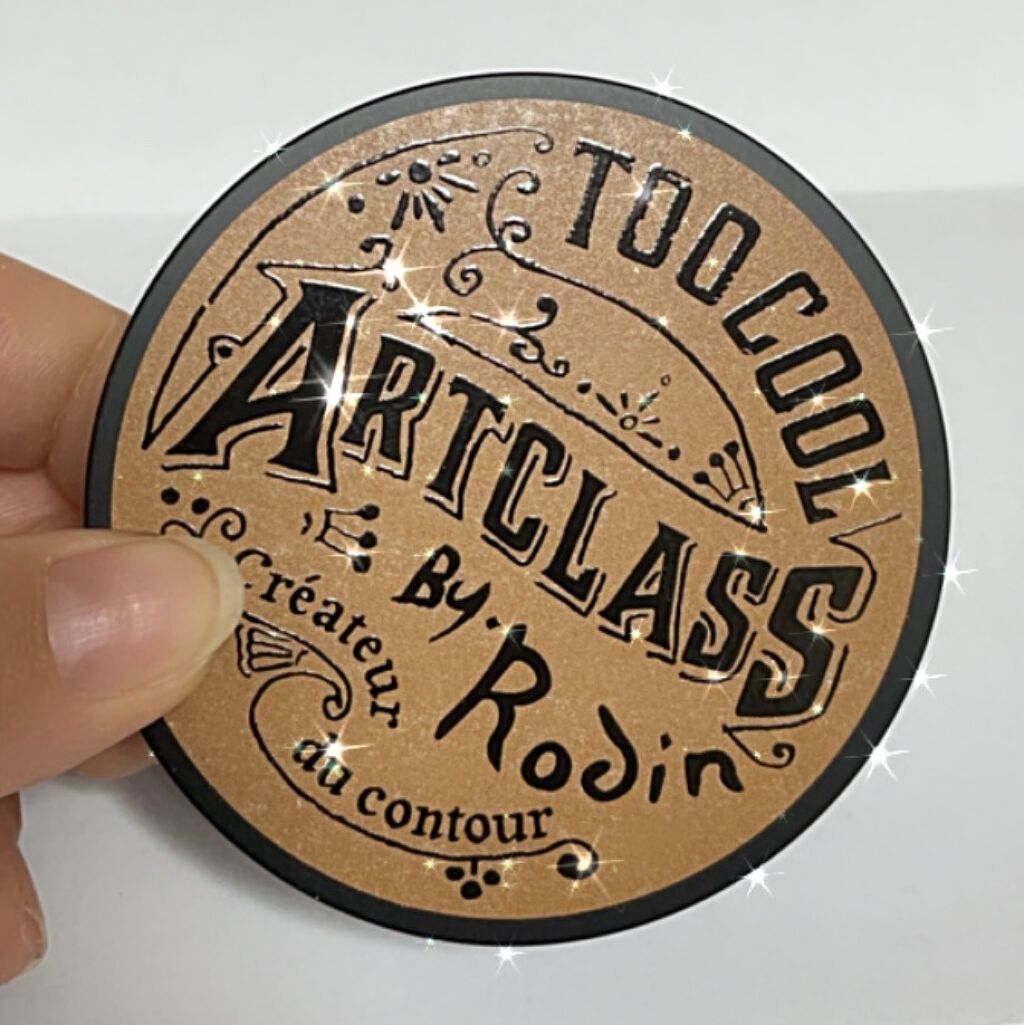 TOO COOL
ARTCLASS
By. Rodin
créateur
du contour